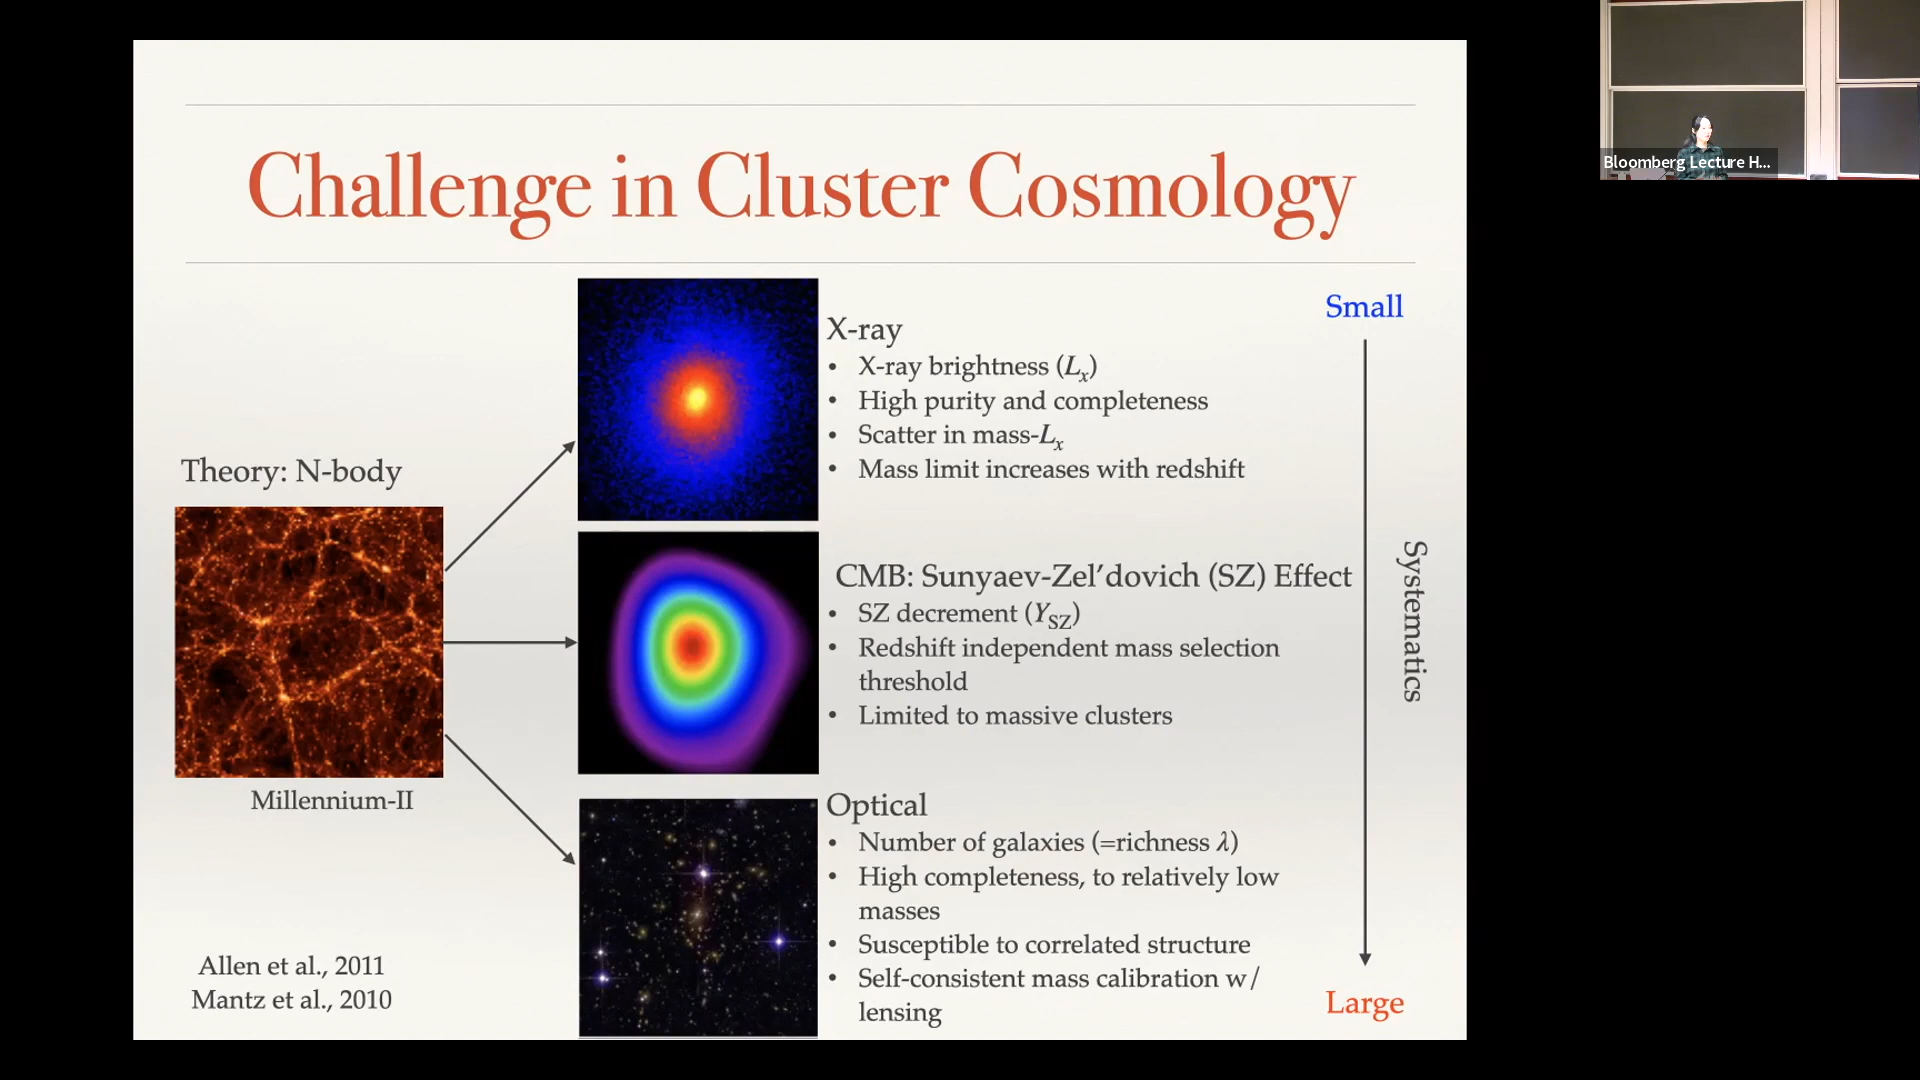 Challenge in Cluster Cosmology
Theory: N-body
Millennium-II
Allen et al., 2011
Mantz et al., 2010
X-ray
• X-ray brightness (Lx)
• High purity and completeness
• Scatter in mass-Lx
• Mass limit increases with redshift
CMB: Sunyaev-Zel’dovich (SZ) Effect
• SZ decrement (YSZ)
• Redshift independent mass selection
threshold
• Limited to massive clusters
Optical
• Number of galaxies (=richness λ)
• High completeness, to relatively low
masses
• Susceptible to correlated structure
• Self-consistent mass calibration w/
lensing
Small
Systematics
Large
Bloomberg Lecture H...